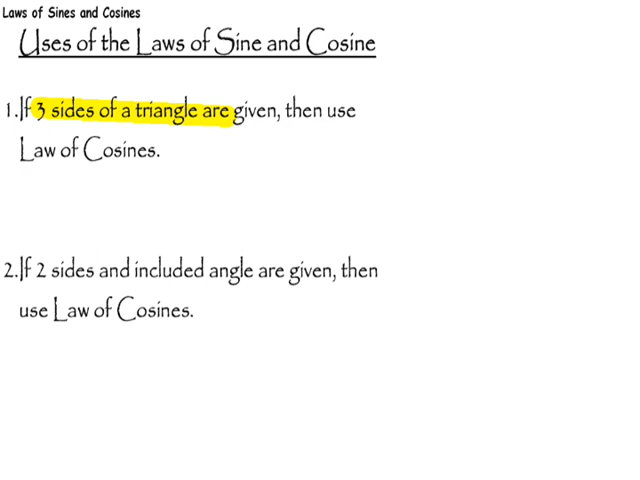 Laws of Sines and Cosines
Uses of the Laws of Sine and Cosine
1.If 3 sides of a triangle are given, then use
Law of Cosines.
2.If 2 sides and included angle are given, then
use Law of Cosines.